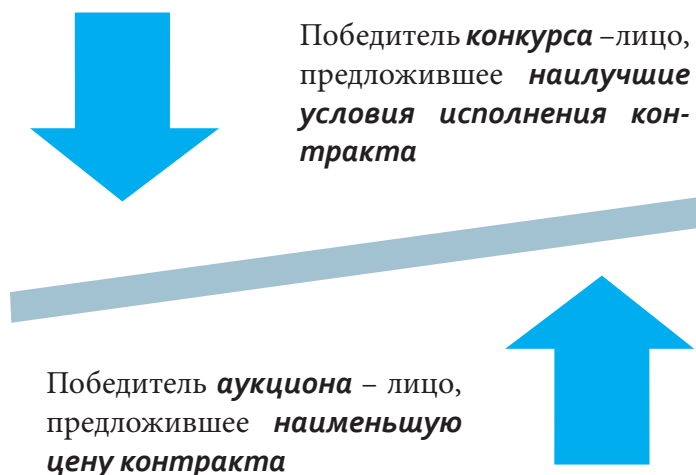 Победитель конкурса –лицо,
предложившее наилучшие
условия исполнения кон-
тракта
Победитель аукциона – лицо,
предложившее наименьшую
цену контракта